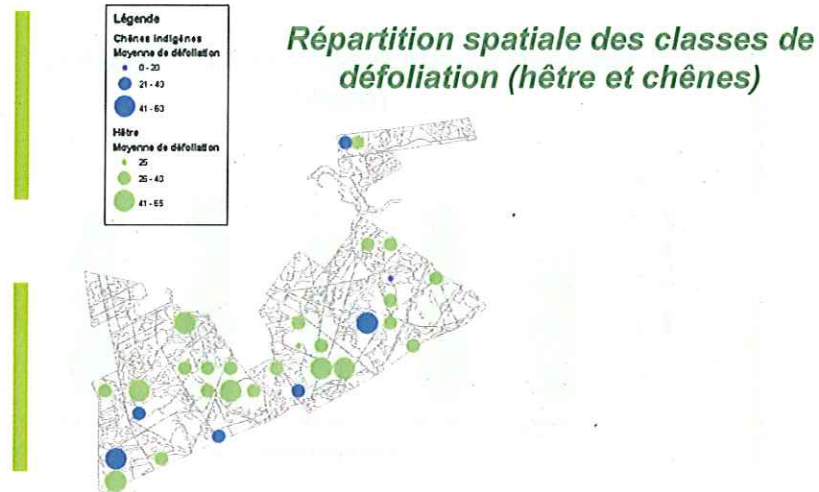 Légende
Chênes indigènes
Moyenne de défoliation
0 - 20
21 - 40
41 - 60
Hêtre
Moyenne de défoliation
25
26 - 40
41 - 65
Répartition spatiale des classes de
défoliation (hêtre et chênes)